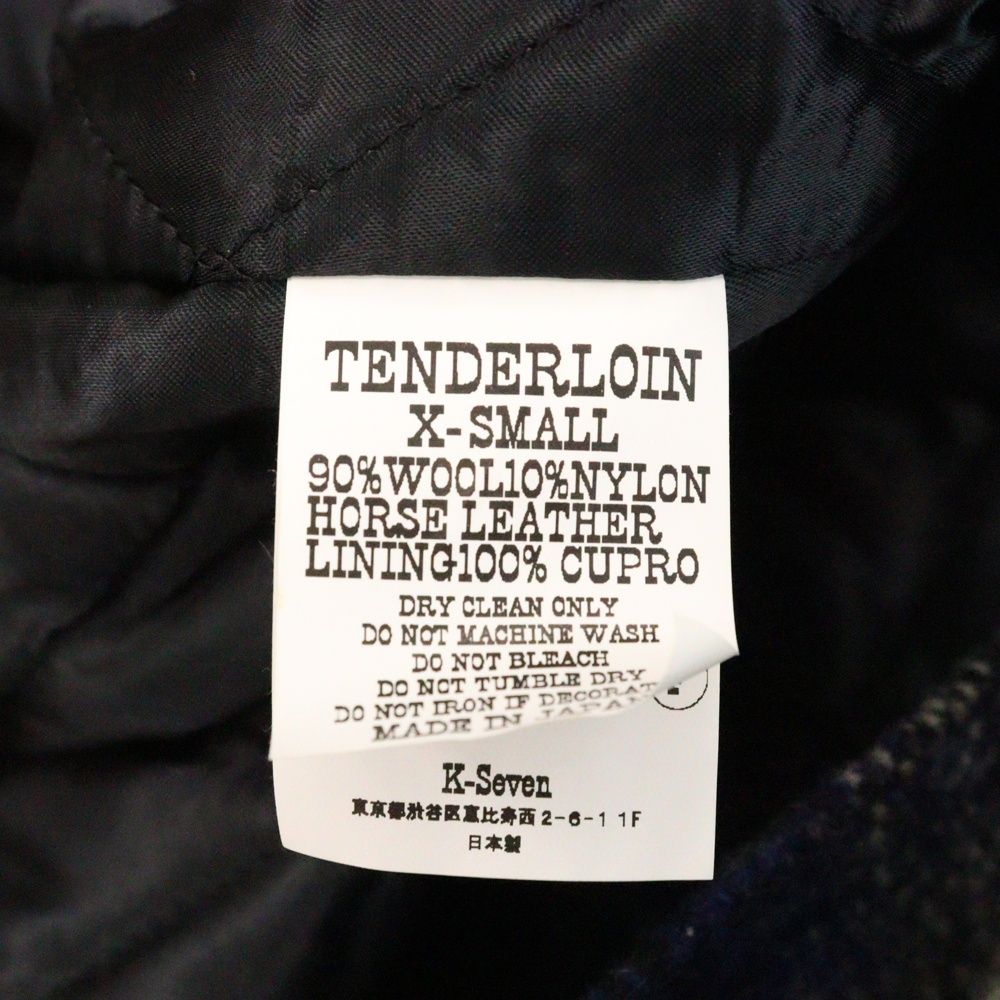 TENDERLOIN
X-SMALL
90%WOOL10%NYLON
HORSE LEATHER
LINING100% CUPRO
DRY CLEAN ONLY
DO NOT MACHINE WASH
DO NOT BLEACH
DO NOT TUMBLE DRY
DO NOT IRON IF DECORAT
MADE IN JAPAN
K-Seven
東京都渋谷区恵比寿西2-6-1 1F
日本製